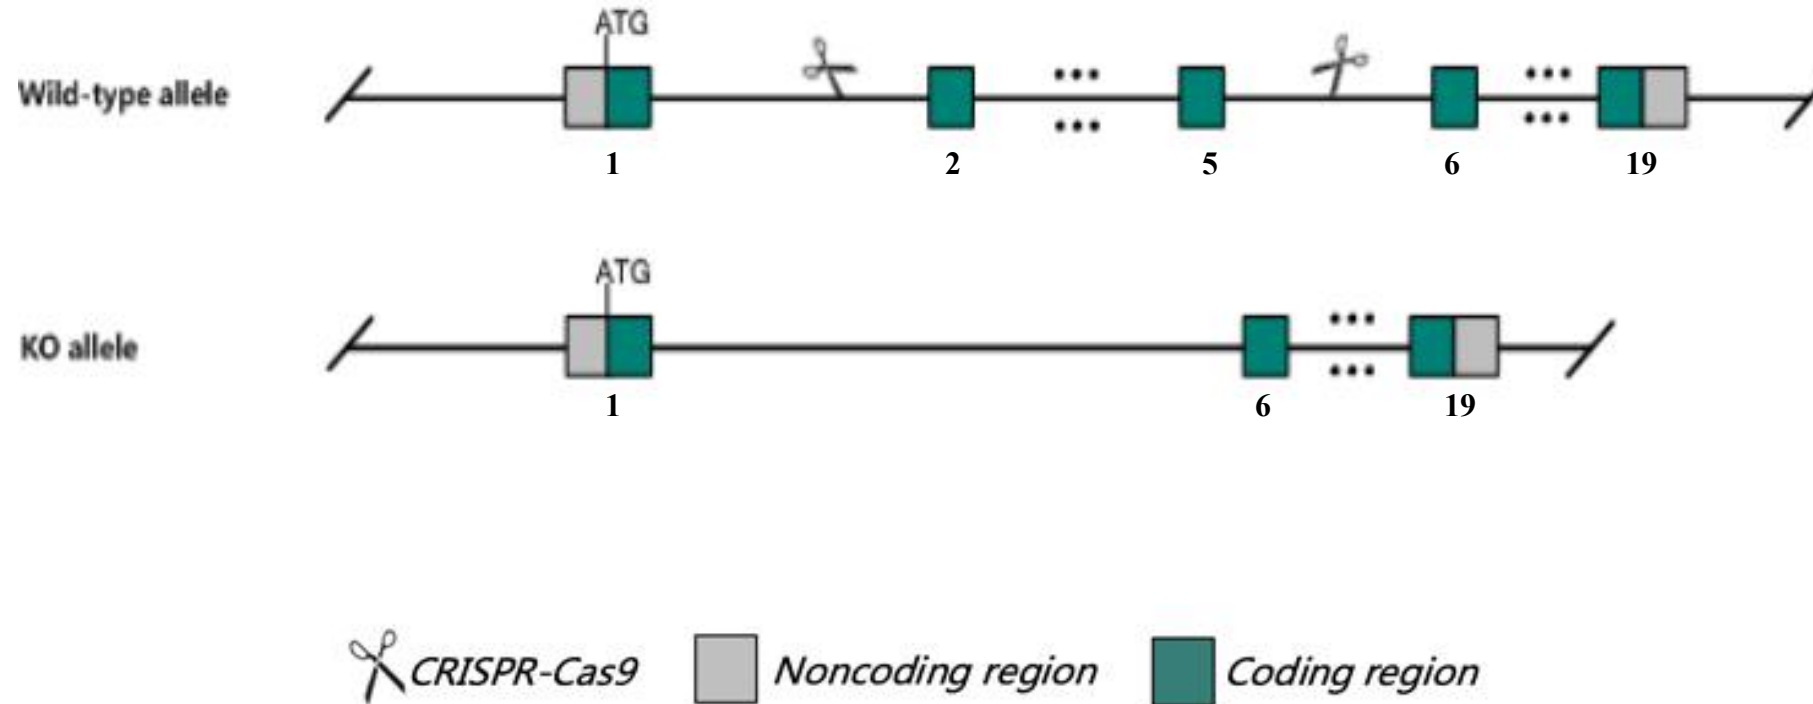 ATG
Wild-type allele
1 2 5 6 19
ATG
KO allele
1 6 19
CRISPR-Cas9 Noncoding region Coding region